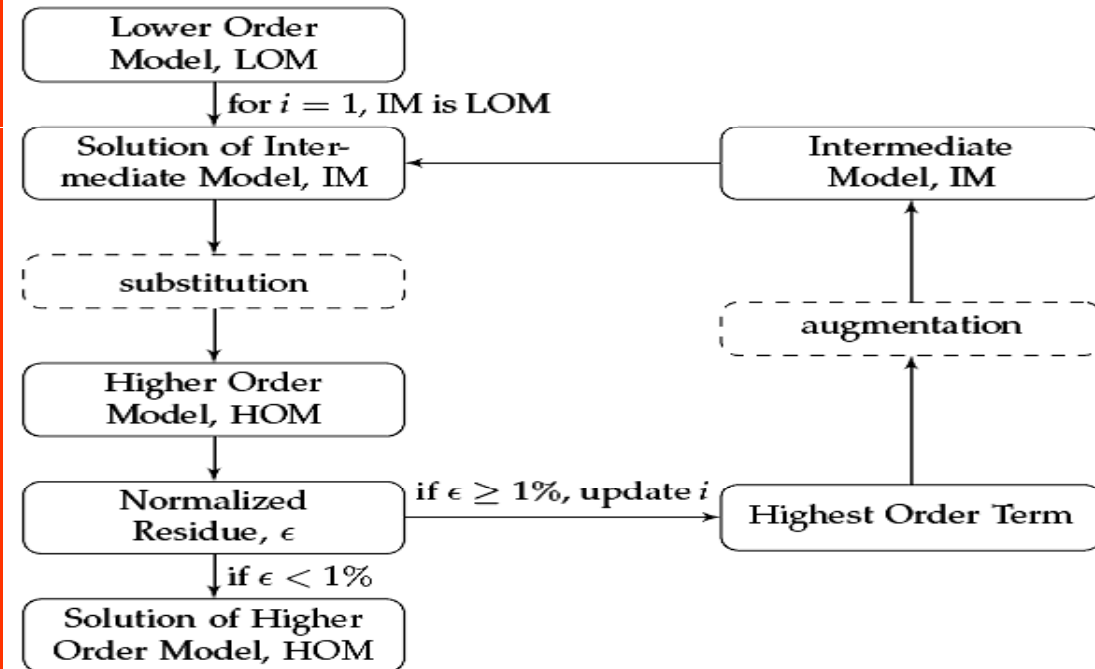 Lower Order
Model, LOM
for i = 1, IM is LOM
Solution of Inter-
mediate Model, IM
Intermediate
Model, IM
substitution
augmentation
Higher Order
Model, HOM
Normalized
Residue, ϵ
if ϵ ≥ 1%, update i
Highest Order Term
if ϵ < 1%
Solution of Higher
Order Model, HOM